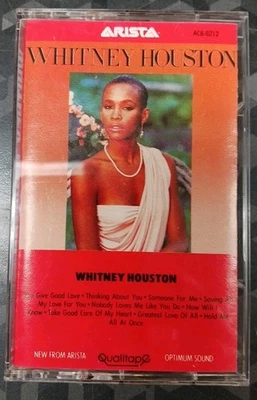 ARISTA
AC8-8212
WHITNEY HOUSTON
WHITNEY HOUSTON
Give Good Love • Thinking About You • Someone For Me • Saving A
My Love For You • Nobody Loves Me Like You Do • How Will I
Know • Take Good Care Of My Heart • Greatest Love Of All • Hold Me
All At Once
NEW FROM ARISTA
Qualitape
OPTIMUM SOUND